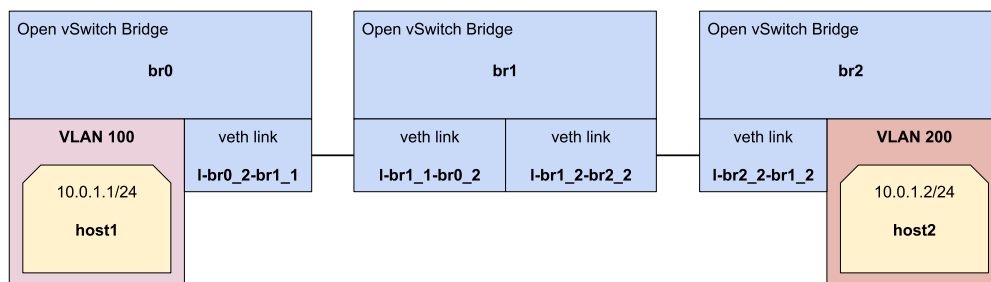 Open vSwitch Bridge
br0
VLAN 100
10.0.1.1/24
host1
veth link
l-br0_2-br1_1
Open vSwitch Bridge
br1
veth link
l-br1_1-br0_2
veth link
l-br1_2-br2_2
Open vSwitch Bridge
br2
veth link
l-br2_2-br1_2
VLAN 200
10.0.1.2/24
host2